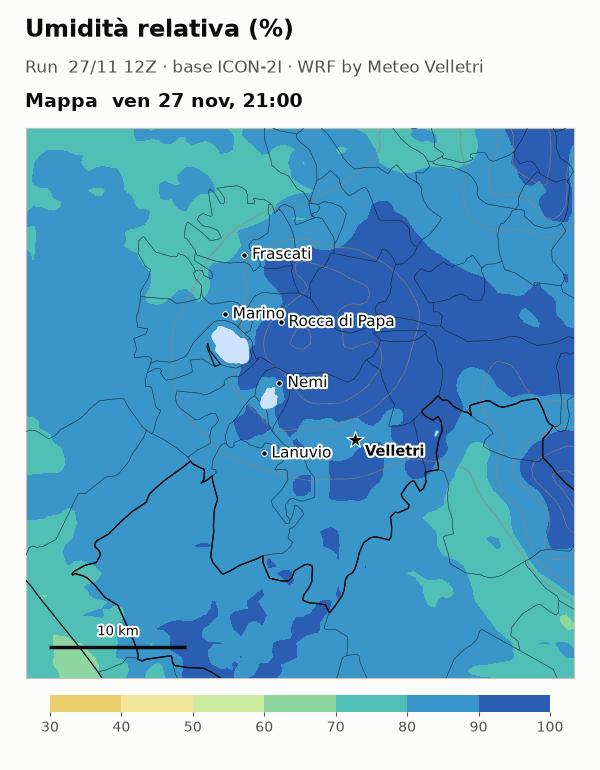 Umidità relativa (%)
Run  27/11 12Z · base ICON-2I · WRF by Meteo Velletri
Mappa  ven 27 nov, 21:00
Frascati
Marino
Rocca di Papa
Nemi
Velletri
Lanuvio
10 km
30 40 50 60 70 80 90 100